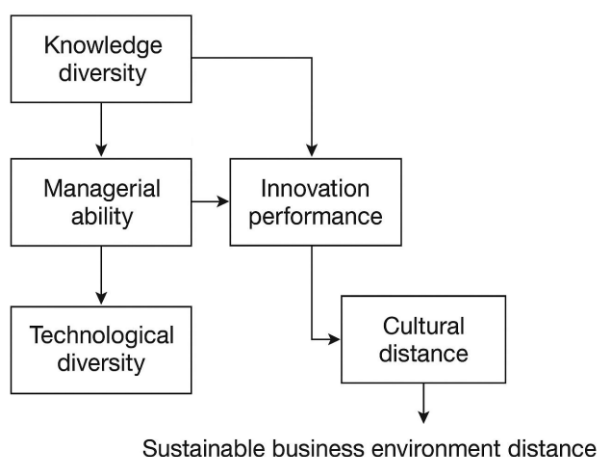 Knowledge
diversity
Managerial
ability
Innovation
performance
Technological
diversity
Cultural
distance
Sustainable business environment distance